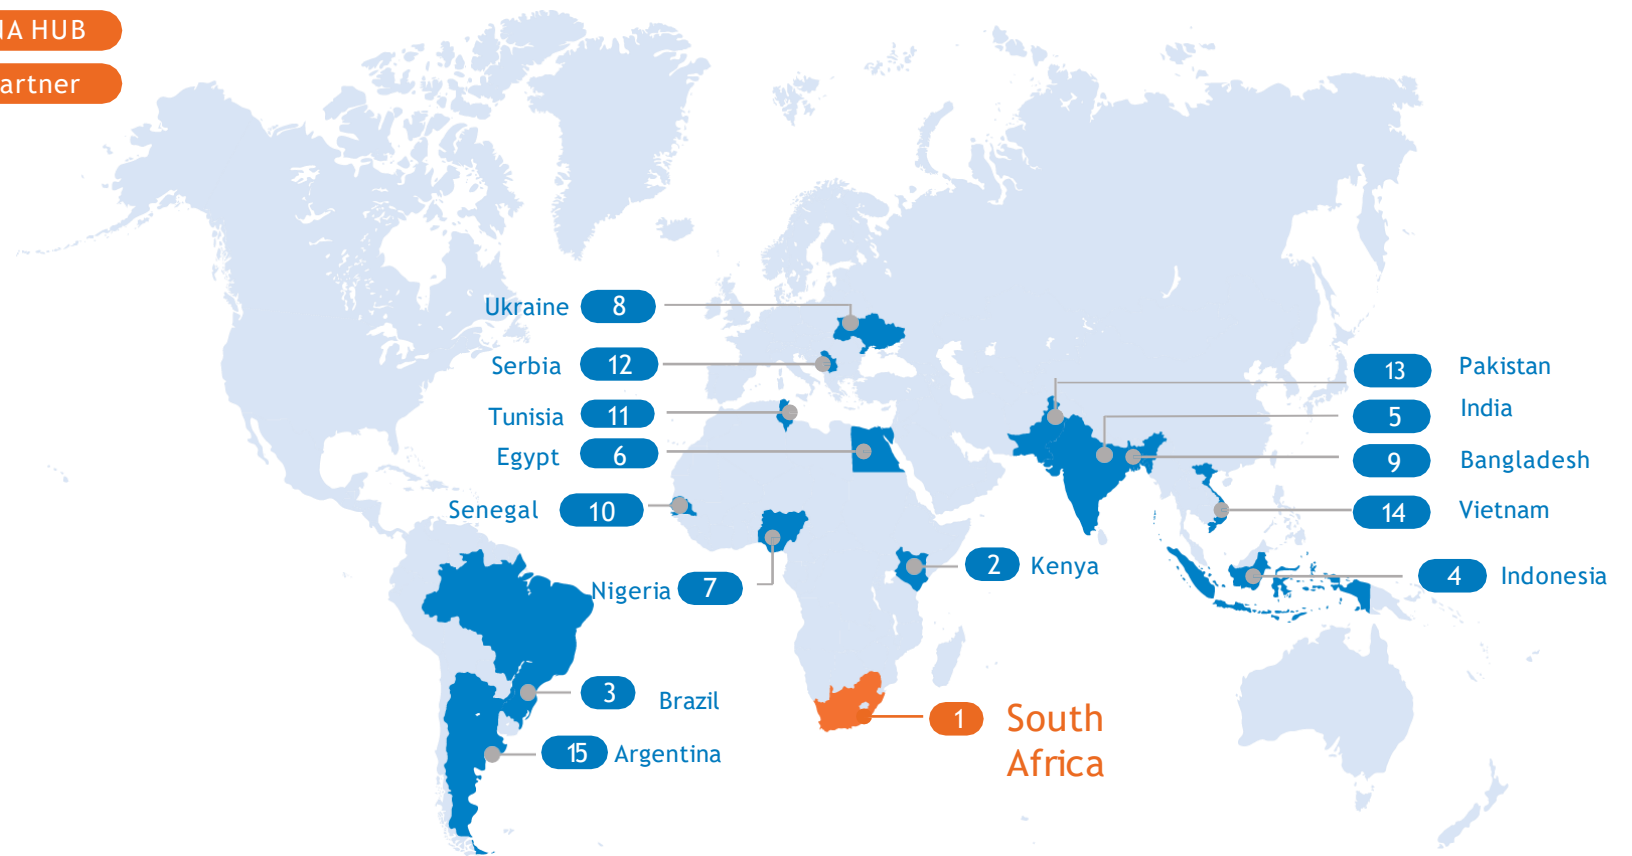 NA HUB
artner
Ukraine 8
Serbia 12
Tunisia 11
Egypt 6
Senegal 10
Nigeria 7
2 Kenya
3 Brazil
15 Argentina
1 South
Africa
13 Pakistan
5 India
9 Bangladesh
14 Vietnam
4 Indonesia